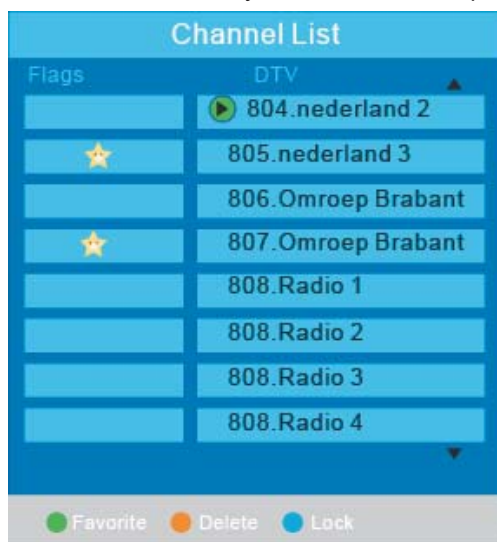 Channel List
Flags DTV
804.nederland 2
805.nederland 3
806.Omroep Brabant
807.Omroep Brabant
808.Radio 1
808.Radio 2
808.Radio 3
808.Radio 4
Favorite Delete Lock